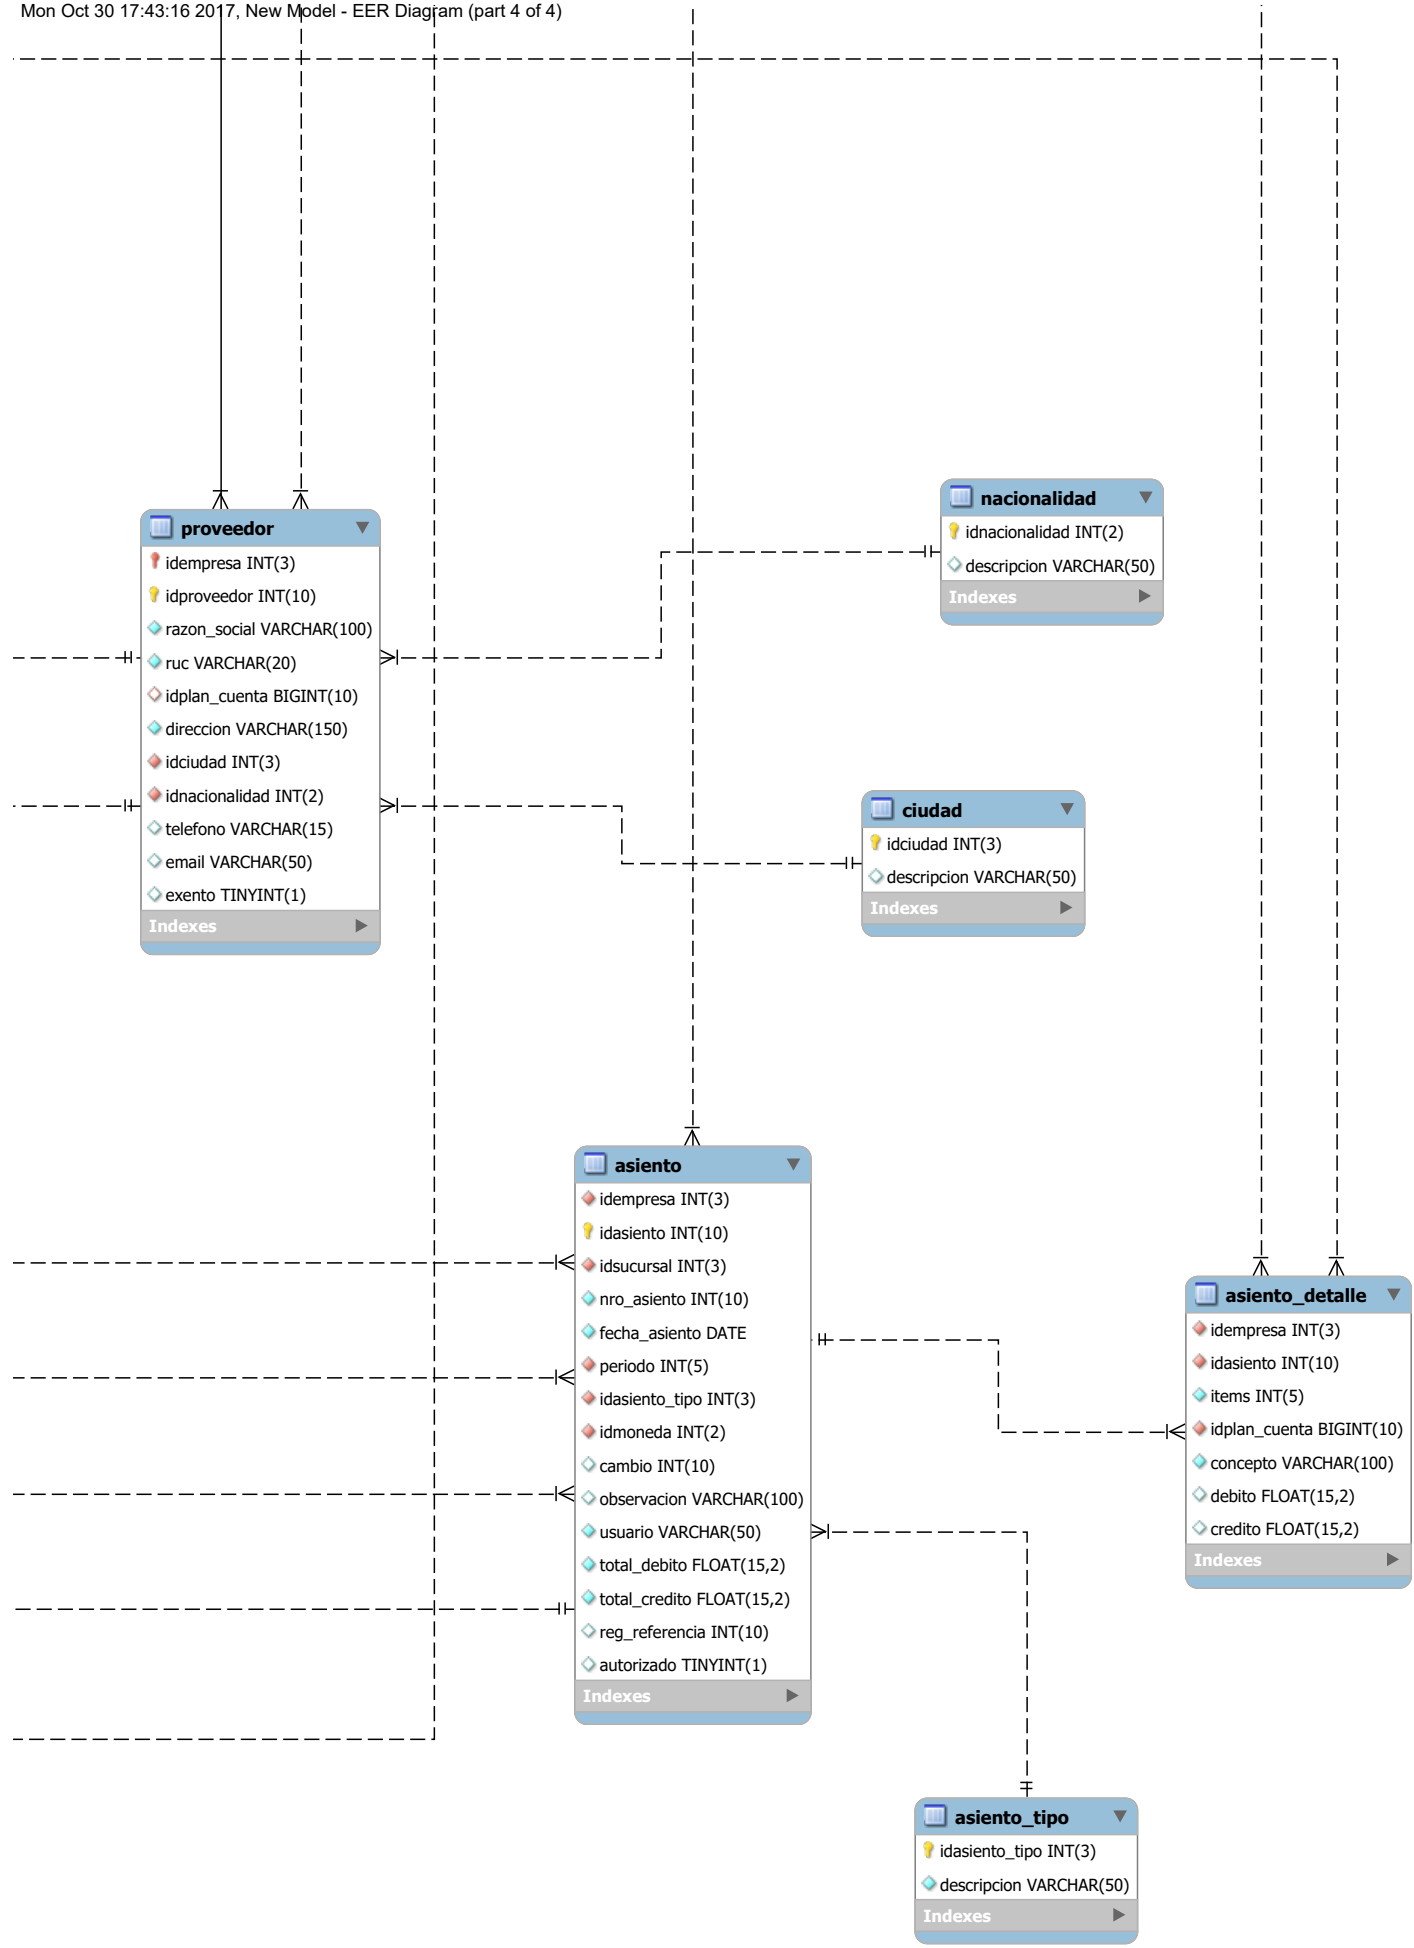 Mon Oct 30 17:43:16 2017, New Model - EER Diagram (part 4 of 4)
proveedor
idempresa INT(3)
idproveedor INT(10)
razon_social VARCHAR(100)
ruc VARCHAR(20)
idplan_cuenta BIGINT(10)
direccion VARCHAR(150)
idciudad INT(3)
idnacionalidad INT(2)
telefono VARCHAR(15)
email VARCHAR(50)
exento TINYINT(1)
Indexes
nacionalidad
idnacionalidad INT(2)
descripcion VARCHAR(50)
Indexes
ciudad
idciudad INT(3)
descripcion VARCHAR(50)
Indexes
asiento
idempresa INT(3)
idasiento INT(10)
idsucursal INT(3)
nro_asiento INT(10)
fecha_asiento DATE
periodo INT(5)
idasiento_tipo INT(3)
idmoneda INT(2)
cambio INT(10)
observacion VARCHAR(100)
usuario VARCHAR(50)
total_debito FLOAT(15,2)
total_credito FLOAT(15,2)
reg_referencia INT(10)
autorizado TINYINT(1)
Indexes
asiento_detalle
idempresa INT(3)
idasiento INT(10)
items INT(5)
idplan_cuenta BIGINT(10)
concepto VARCHAR(100)
debito FLOAT(15,2)
credito FLOAT(15,2)
Indexes
asiento_tipo
idasiento_tipo INT(3)
descripcion VARCHAR(50)
Indexes